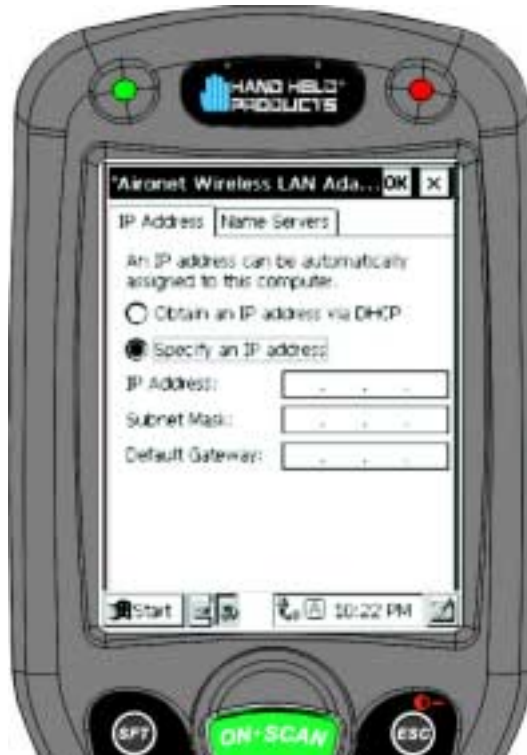 HAND HELD
PRODUCTS
"Aironet Wireless LAN Ada... OK ×
IP Address Name Servers
An IP address can be automatically
assigned to this computer.
Obtain an IP address via DHCP
Specify an IP address
IP Address: . . .
Subnet Mask: . . .
Default Gateway: . . .
Start A 10:22 PM
SFT ON•SCAN ESC